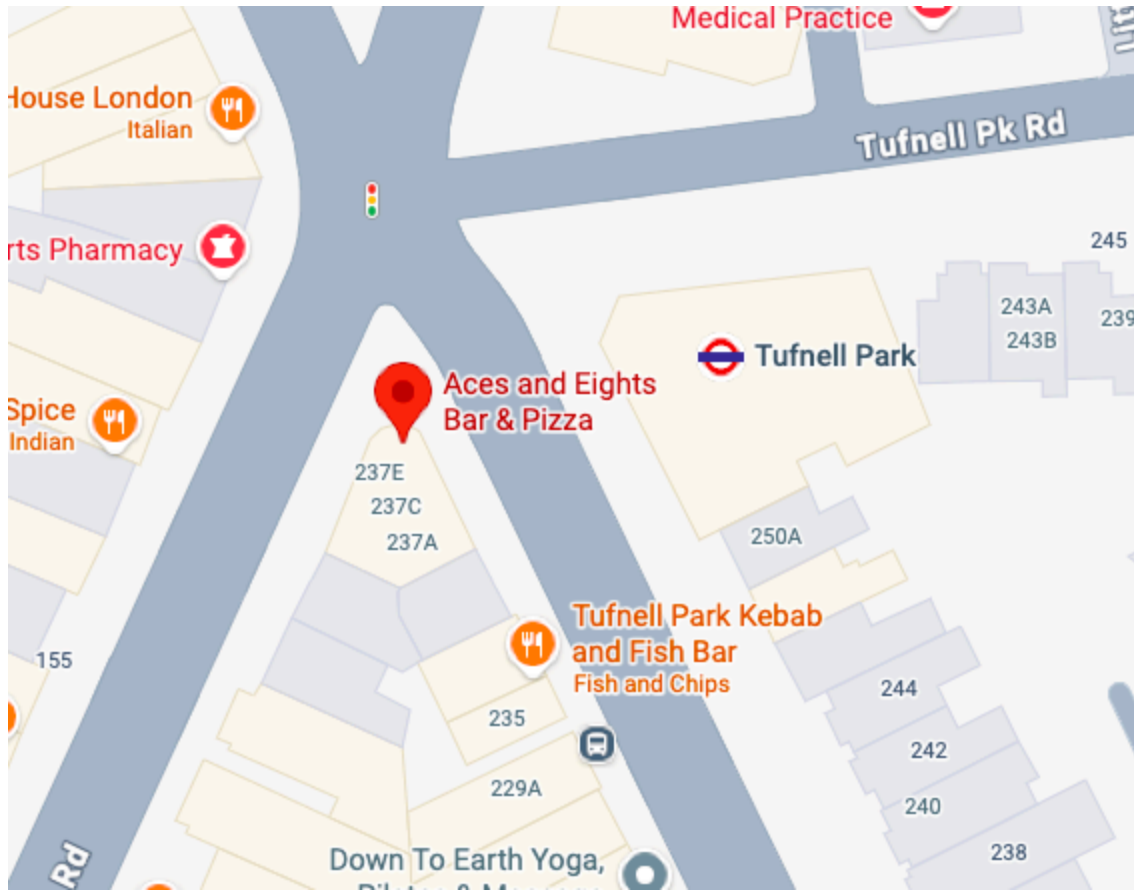 Medical Practice
House London
Italian
Tufnell Pk Rd
rts Pharmacy
245
243A
243B
239
Tufnell Park
Aces and Eights
Bar & Pizza
Spice
Indian
237E
237C
237A
250A
Tufnell Park Kebab
and Fish Bar
Fish and Chips
155
244
235
242
229A
240
238
Down To Earth Yoga,
Rd